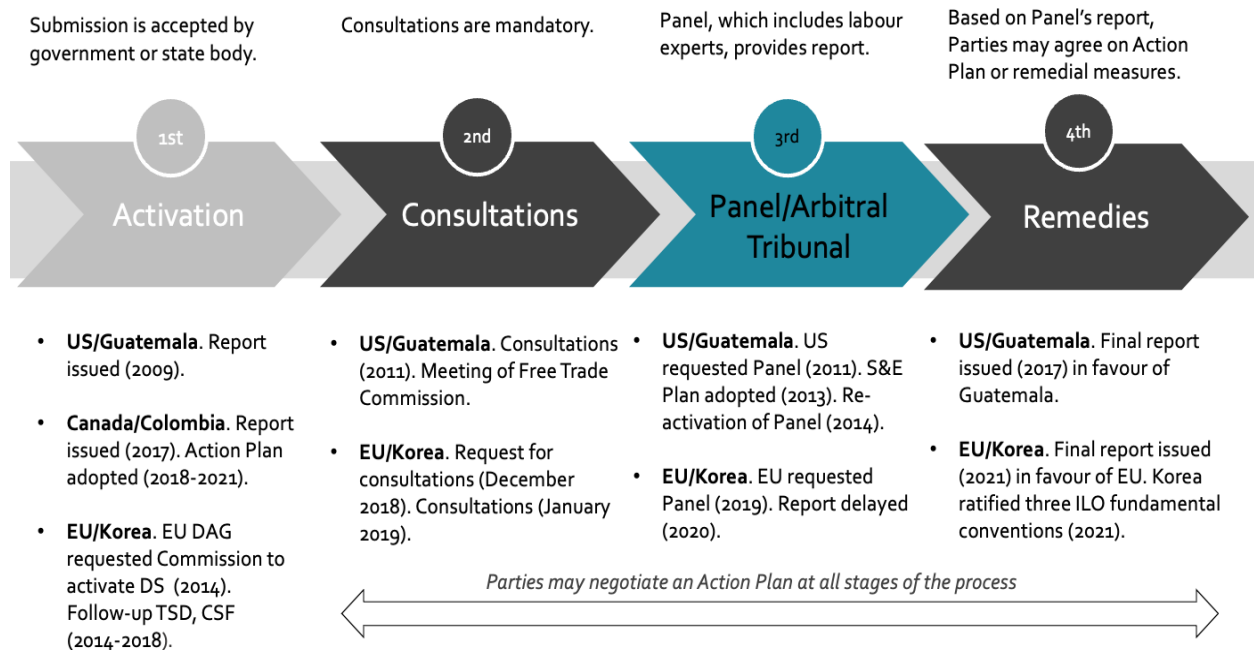 Submission is accepted by
government or state body.
Consultations are mandatory.
Panel, which includes labour
experts, provides report.
Based on Panel's report,
Parties may agree on Action
Plan or remedial measures.
1st
2nd
3rd
4th
Activation
Consultations
Panel/Arbitral
Tribunal
Remedies
• US/Guatemala. Report
issued (2009).
• Canada/Colombia. Report
issued (2017). Action Plan
adopted (2018-2021).
• EU/Korea. EU DAG
requested Commission to
activate DS (2014).
Follow-up TSD, CSF
(2014-2018).
• US/Guatemala. Consultations
(2011). Meeting of Free Trade
Commission.
• EU/Korea. Request for
consultations (December
2018). Consultations (January
2019).
• US/Guatemala. US
requested Panel (2011). S&E
Plan adopted (2013). Re-
activation of Panel (2014).
• EU/Korea. EU requested
Panel (2019). Report delayed
(2020).
• US/Guatemala. Final report
issued (2017) in favour of
Guatemala.
• EU/Korea. Final report issued
(2021) in favour of EU. Korea
ratified three ILO fundamental
conventions (2021).
Parties may negotiate an Action Plan at all stages of the process